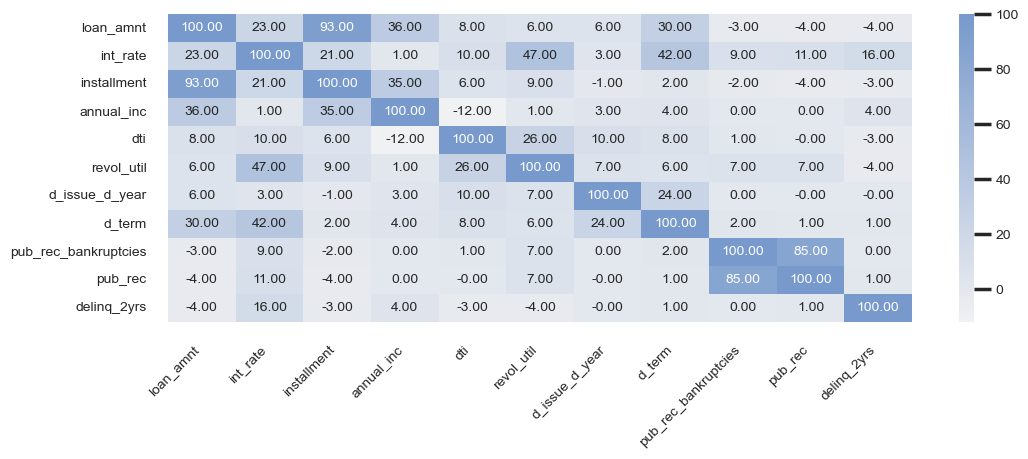 loan_amnt 100.00 23.00 93.00 36.00 8.00 6.00 6.00 30.00 -3.00 -4.00 -4.00
int_rate 23.00 100.00 21.00 1.00 10.00 47.00 3.00 42.00 9.00 11.00 16.00
installment 93.00 21.00 100.00 35.00 6.00 9.00 -1.00 2.00 -2.00 -4.00 -3.00
annual_inc 36.00 1.00 35.00 100.00 -12.00 1.00 3.00 4.00 0.00 0.00 4.00
dti 8.00 10.00 6.00 -12.00 100.00 26.00 10.00 8.00 1.00 -0.00 -3.00
revol_util 6.00 47.00 9.00 1.00 26.00 100.00 7.00 6.00 7.00 7.00 -4.00
d_issue_d_year 6.00 3.00 -1.00 3.00 10.00 7.00 100.00 24.00 0.00 -0.00 -0.00
d_term 30.00 42.00 2.00 4.00 8.00 6.00 24.00 100.00 2.00 1.00 1.00
pub_rec_bankruptcies -3.00 9.00 -2.00 0.00 1.00 7.00 0.00 2.00 100.00 85.00 0.00
pub_rec -4.00 11.00 -4.00 0.00 -0.00 7.00 -0.00 1.00 85.00 100.00 1.00
delinq_2yrs -4.00 16.00 -3.00 4.00 -3.00 -4.00 -0.00 1.00 0.00 1.00 100.00
loan_amnt int_rate installment annual_inc dti revol_util d_issue_d_year d_term pub_rec_bankruptcies pub_rec delinq_2yrs
100
80
60
40
20
0